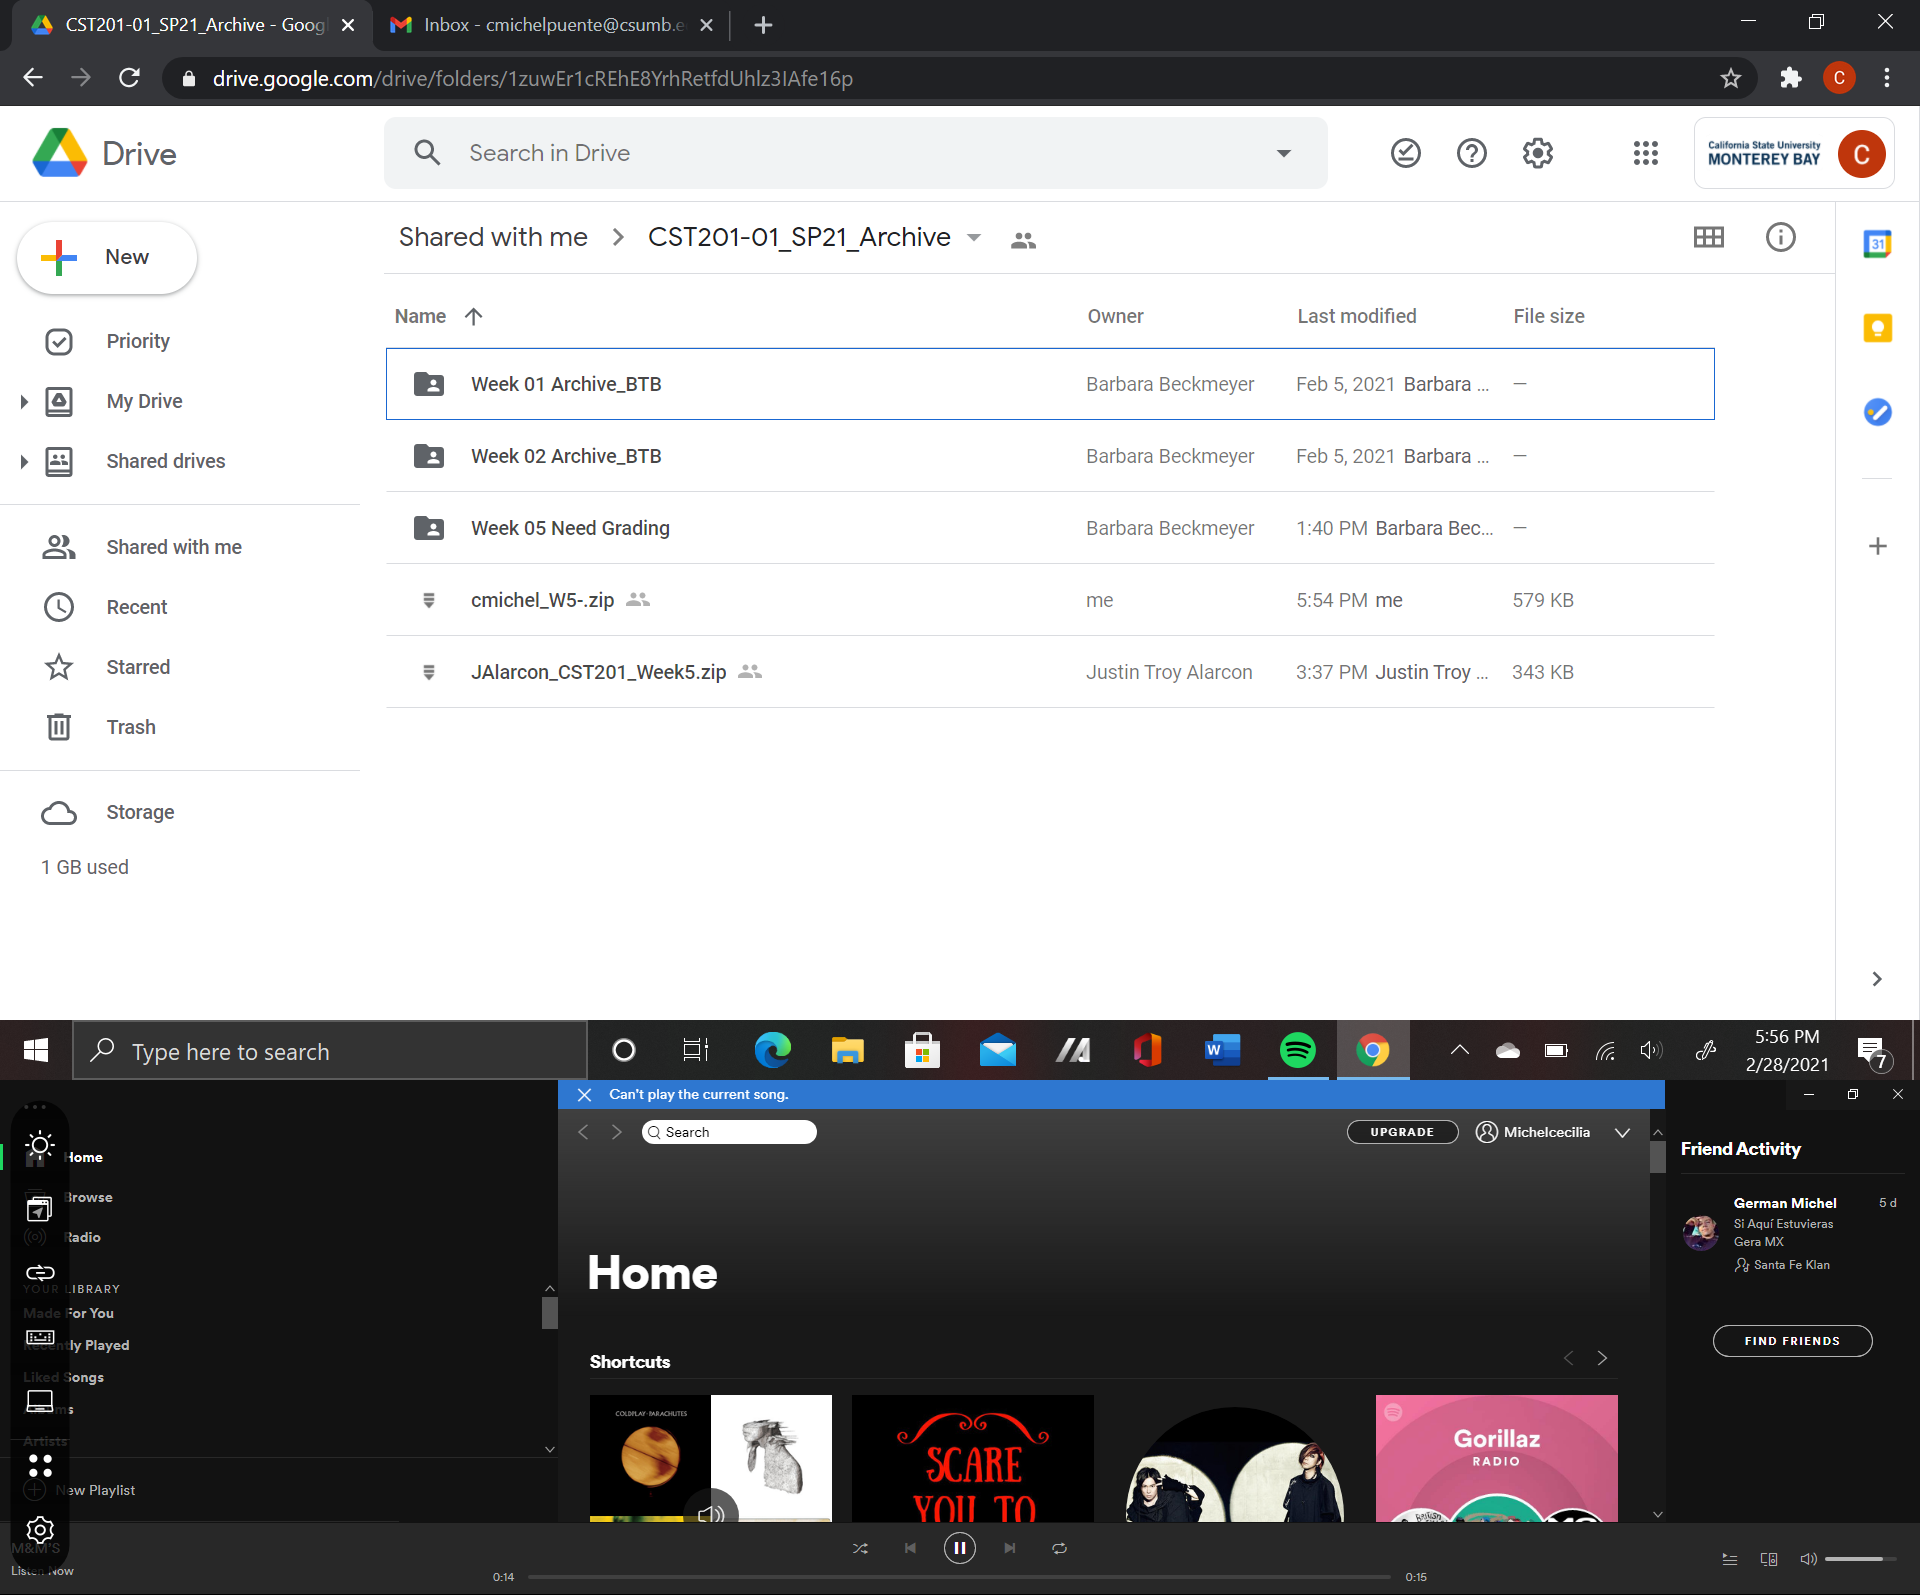 CST201-01_SP21_Archive - Goog
Inbox - cmichelpuente@csumb.e
drive.google.com/drive/folders/1zuwEr1cREhE8YrhRetfdUhlz3IAfe16p
C
Drive
Search in Drive
California State University
MONTEREY BAY
C
New
Shared with me
CST201-01_SP21_Archive
31
Name
Owner
Last modified
File size
Priority
My Drive
Shared drives
Shared with me
Recent
Starred
Trash
Storage
1 GB used
Week 01 Archive_BTB
Barbara Beckmeyer
Feb 5, 2021 Barbara ...
—
Week 02 Archive_BTB
Barbara Beckmeyer
Feb 5, 2021 Barbara ...
—
Week 05 Need Grading
Barbara Beckmeyer
1:40 PM Barbara Bec...
—
cmichel_W5-.zip
me
5:54 PM me
579 KB
JAlarcon_CST201_Week5.zip
Justin Troy Alarcon
3:37 PM Justin Troy ...
343 KB
Type here to search
W
5:56 PM
2/28/2021
7
Can't play the current song.
Search
UPGRADE
Michelcecilia
Home
Browse
Radio
YOUR LIBRARY
Made For You
Recently Played
Liked Songs
Albums
Artists
New Playlist
M&M'S
Listen Now
Home
Shortcuts
COLDPLAY·PARACHUTES
SCARE
YOU TO
Gorillaz
RADIO
Friend Activity
German Michel
5 d
Si Aquí Estuvieras
Gera MX
Santa Fe Klan
FIND FRIENDS
0:14
0:15